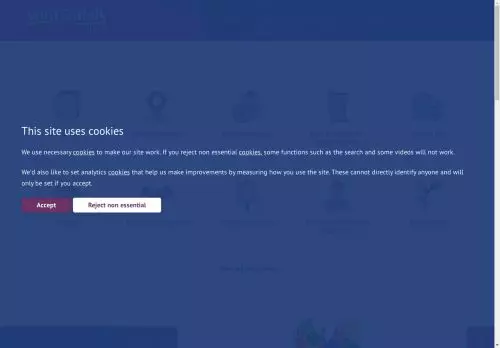 This site uses cookies
We use necessary cookies to make our site work. If you reject non essential cookies, some functions such as the search and some videos will not work.
We'd also like to set analytics cookies that help us make improvements by measuring how you use the site. These cannot directly identify anyone and will
only be set if you accept.
Accept
Reject non essential